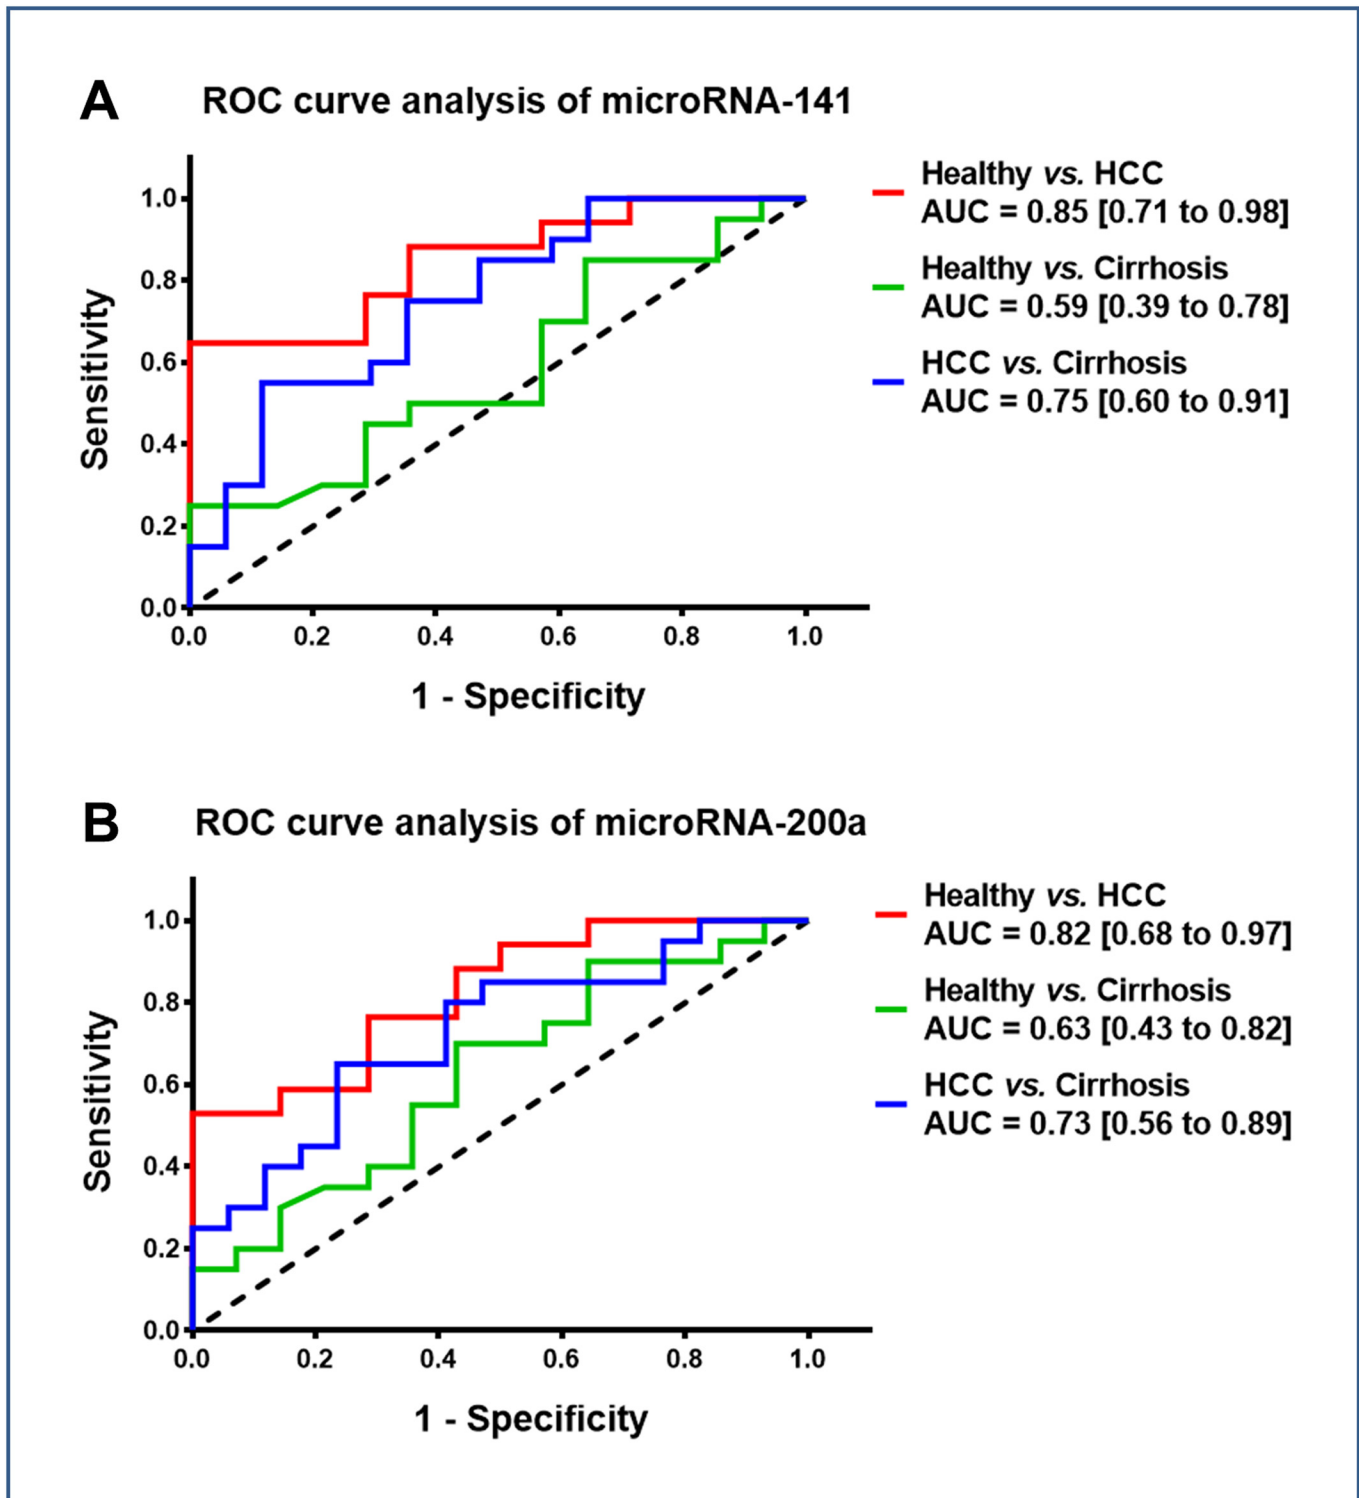 A
ROC curve analysis of microRNA-141
Healthy vs. HCC
AUC = 0.85 [0.71 to 0.98]
Healthy vs. Cirrhosis
AUC = 0.59 [0.39 to 0.78]
HCC vs. Cirrhosis
AUC = 0.75 [0.60 to 0.91]
Sensitivity
1.0
0.8
0.6
0.4
0.2
0.0
0.0 0.2 0.4 0.6 0.8 1.0
1 - Specificity
B
ROC curve analysis of microRNA-200a
Healthy vs. HCC
AUC = 0.82 [0.68 to 0.97]
Healthy vs. Cirrhosis
AUC = 0.63 [0.43 to 0.82]
HCC vs. Cirrhosis
AUC = 0.73 [0.56 to 0.89]
Sensitivity
1.0
0.8
0.6
0.4
0.2
0.0
0.0 0.2 0.4 0.6 0.8 1.0
1 - Specificity